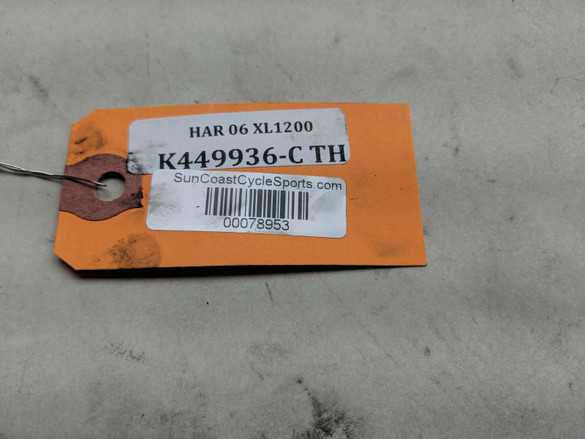 HAR 06 XL1200
K449936-C TH
SunCoastCycleSports.com
00078953